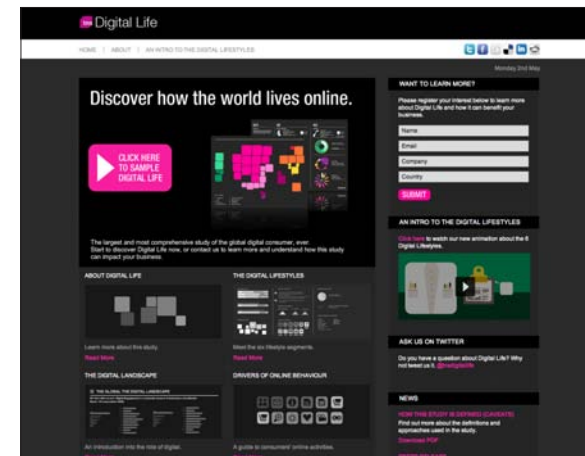 tns Digital Life
HOME | ABOUT | AN INTRO TO THE DIGITAL LIFESTYLES
Monday 2nd May
Discover how the world lives online.
CLICK HERE
TO SAMPLE
DIGITAL LIFE
The largest and most comprehensive study of the global digital consumer, ever.
Start to discover Digital Life now, or contact us to learn more and understand how this study
can impact your business.
ABOUT DIGITAL LIFE
Learn more about this study.
Read More
THE DIGITAL LIFESTYLES
Meet the six lifestyle segments.
Read More
THE DIGITAL LANDSCAPE
An introduction into the role of digital.
DRIVERS OF ONLINE BEHAVIOUR
A guide to consumers' online activities.
WANT TO LEARN MORE?
Please register your interest below to learn more
about Digital Life and how it can benefit your
business.
Name
Email
Company
Country
SUBMIT
AN INTRO TO THE DIGITAL LIFESTYLES
Click here to watch our new animation about the 6
Digital Lifestyles.
ASK US ON TWITTER
Do you have a question about Digital Life? Why
not tweet us it. @tnsdigitallife
NEWS
HOW THIS STUDY IS DEFINED (CAVEATS)
Find out more about the definitions and
approaches used in the study.
Download PDF